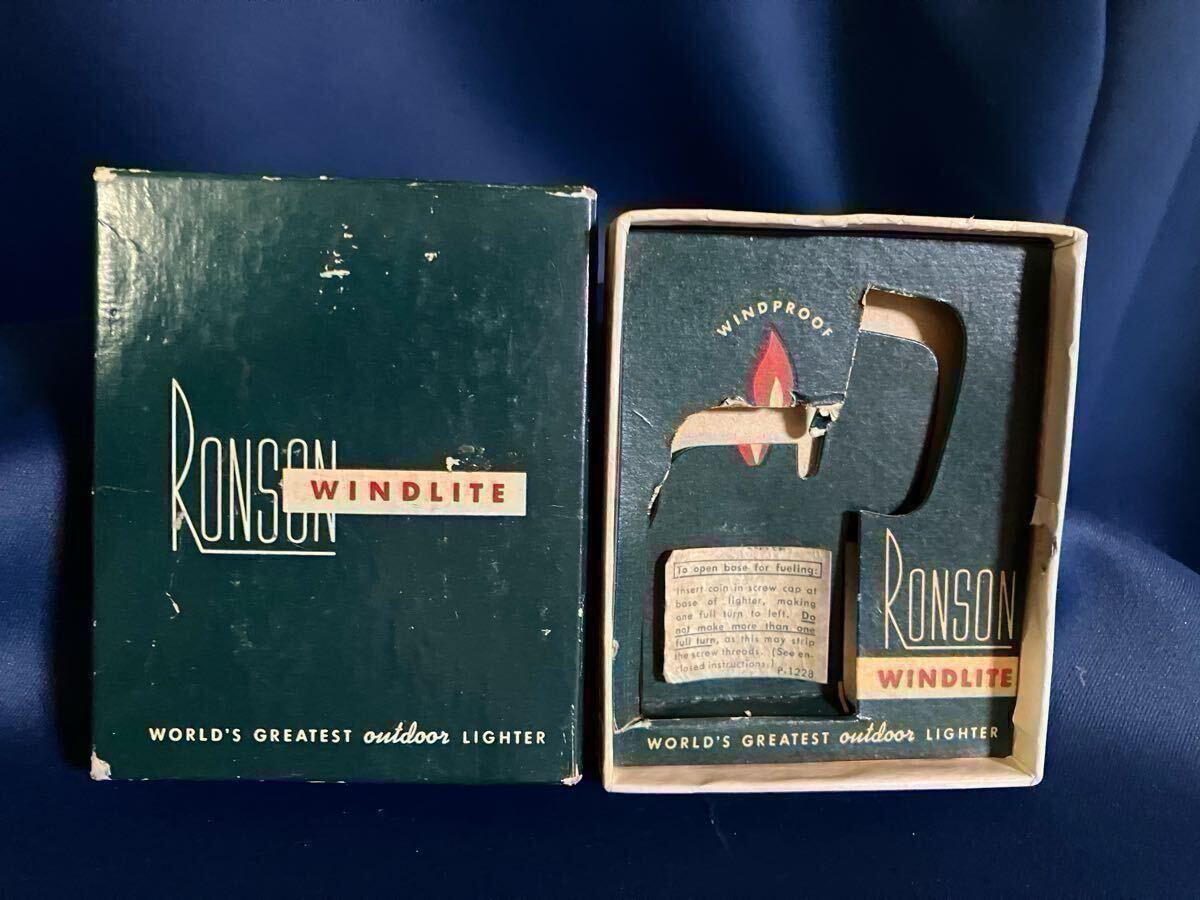 RONSON
WINDLITE
WORLD'S GREATEST outdoor LIGHTER
WINDPROOF
To open base for fueling:
Insert coin in screw cap at
base of lighter, making
one full turn to left. Do
not make more than one
full turn, as this may strip
the screw threads. (See en-
closed instructions.)
P-1228
RONSON
WINDLITE
WORLD'S GREATEST outdoor LIGHTER